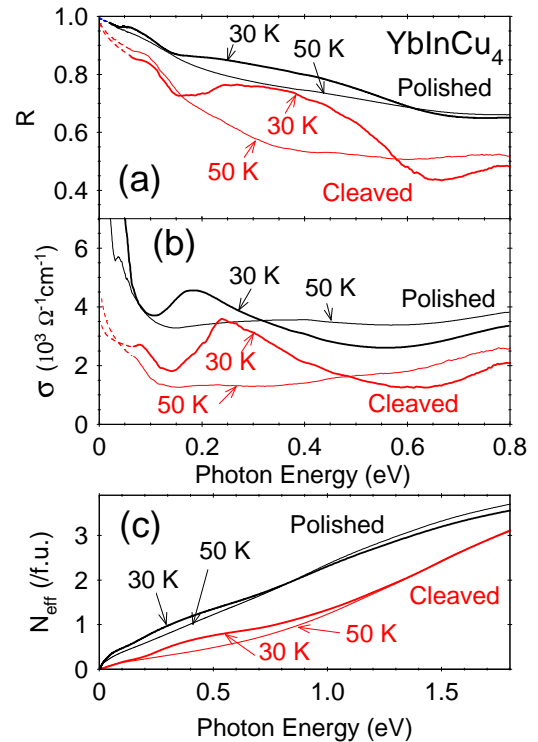 YbInCu4
30 K
50 K
Polished
30 K
50 K
Cleaved
(a)
R
1.0
0.8
0.6
0.4
(b)
30 K
50 K
Polished
30 K
50 K
Cleaved
σ (10³ Ω⁻¹cm⁻¹)
6
4
2
0
0 0.2 0.4 0.6 0.8
Photon Energy (eV)
(c)
Polished
50 K
30 K
Cleaved
50 K
30 K
Neff (/f.u.)
3
2
1
0
0 0.5 1.0 1.5
Photon Energy (eV)